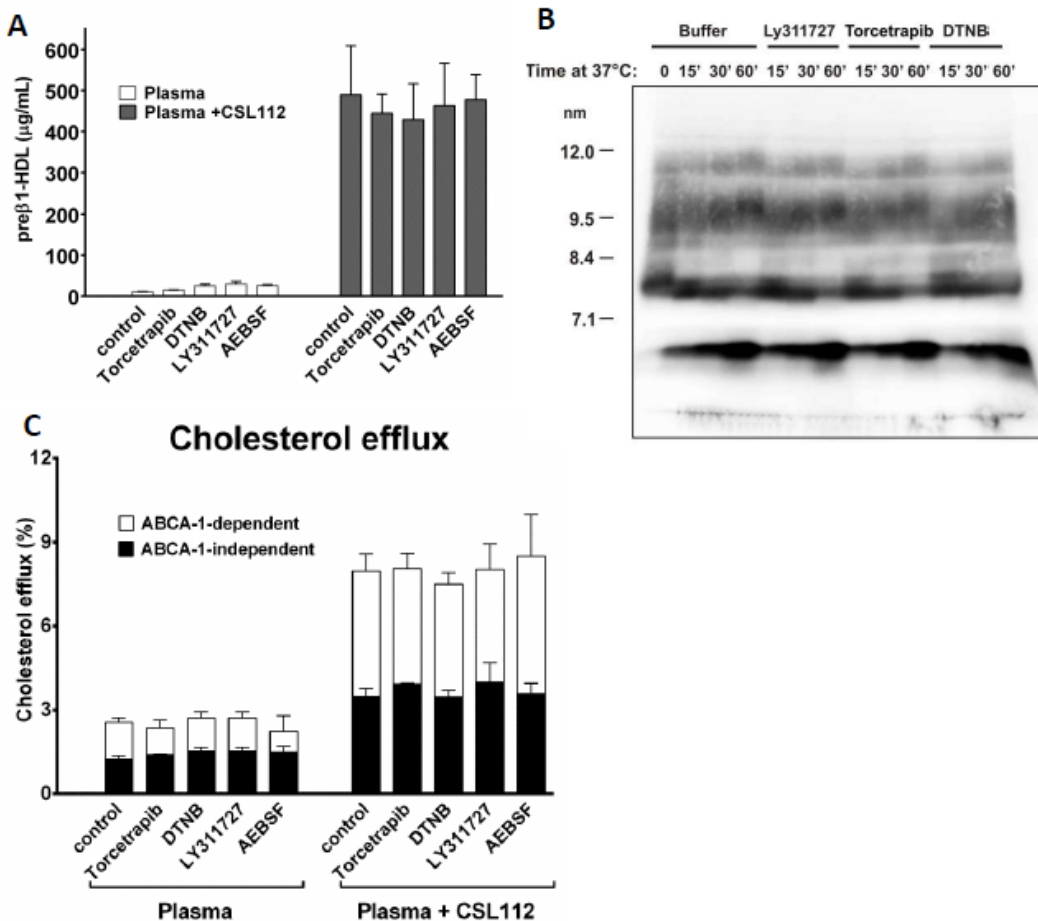 A
preβ1-HDL (µg/mL)
600
500
400
300
200
100
0
Plasma
Plasma +CSL112
control
Torcetrapib
DTNB
LY311727
AEBSF
control
Torcetrapib
DTNB
LY311727
AEBSF
B
Buffer Ly311727 Torcetrapib DTNB
Time at 37°C: 0 15' 30' 60' 15' 30' 60' 15' 30' 60' 15' 30' 60'
nm
12.0
9.5
8.4
7.1
C
Cholesterol efflux
Cholesterol efflux (%)
12
9
6
3
0
ABCA-1-dependent
ABCA-1-independent
control
Torcetrapib
DTNB
LY311727
AEBSF
control
Torcetrapib
DTNB
LY311727
AEBSF
Plasma
Plasma + CSL112